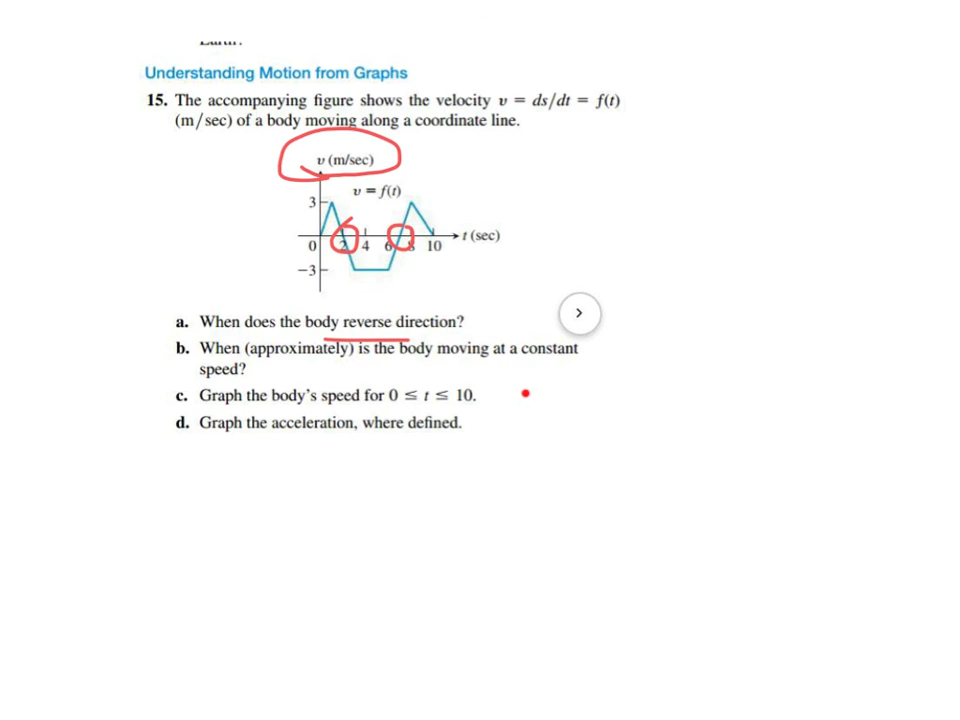 Understanding Motion from Graphs
15. The accompanying figure shows the velocity v = ds/dt = f(t)
(m/sec) of a body moving along a coordinate line.
v (m/sec)
v = f(t)
3
t (sec)
0 2 4 6 8 10
−3
a. When does the body reverse direction?
b. When (approximately) is the body moving at a constant
speed?
c. Graph the body's speed for 0 ≤ t ≤ 10.
d. Graph the acceleration, where defined.